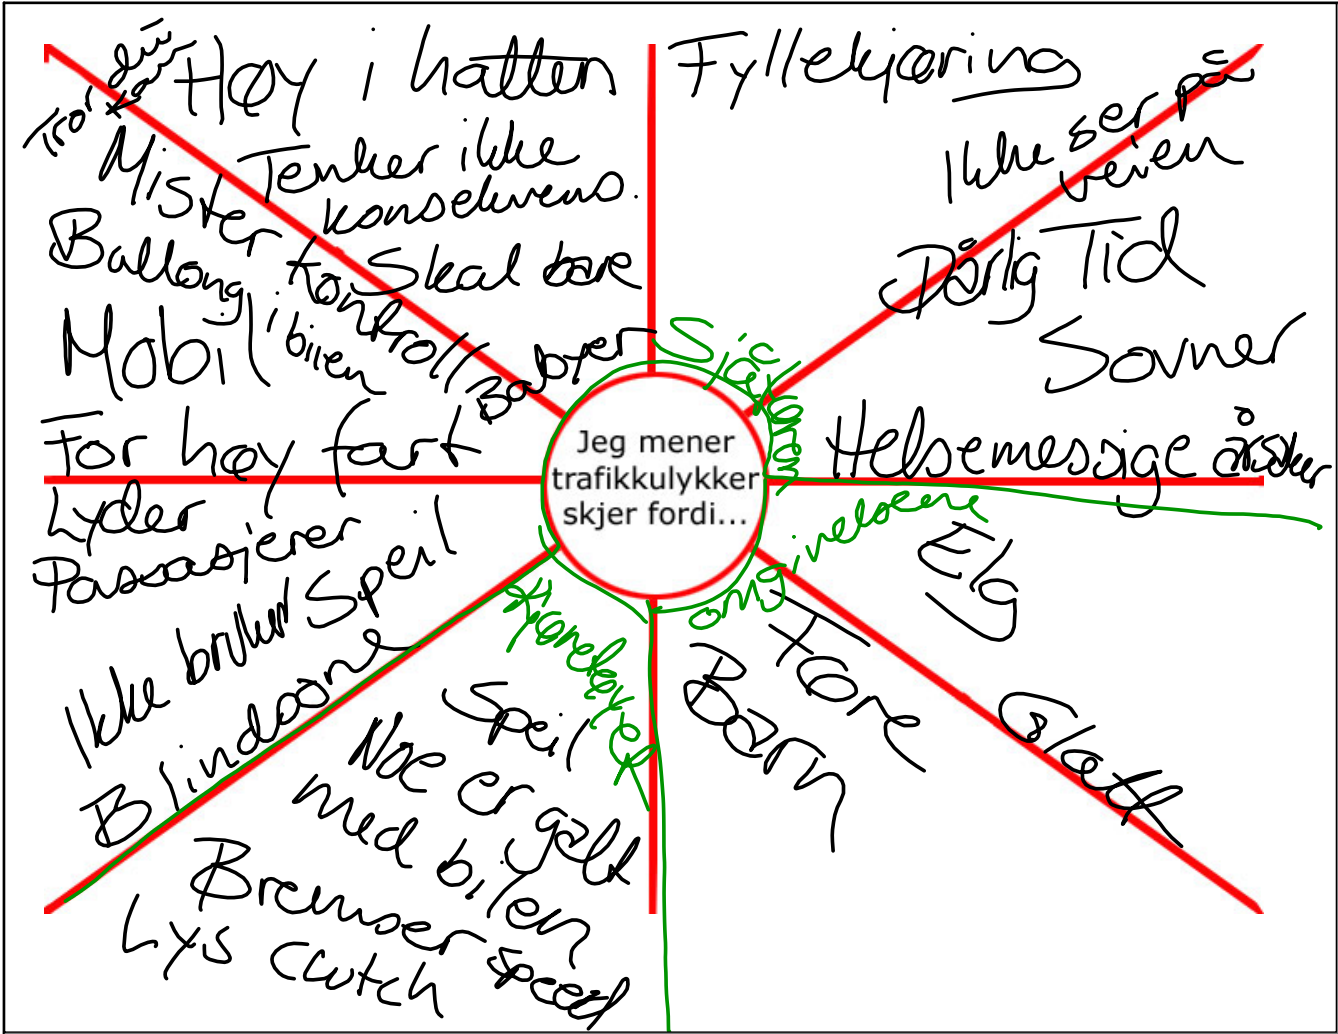 Tror du kan
Høy i hatten
Tenker ikke
konsekvens.
Skal bare
Mister kontroll
Ballong i bilen
Mobil
Babyer
For høy fart
Lyder
Passasjerer
Ikke bruker Speil
Blindsone
Fyllekjøring
Ikke ser på
veien
Dårlig Tid
Sovner
Helsemessige årsaker
Sjåføren
Jeg mener
trafikkulykker
skjer fordi...
omgivelsene
Elg
Føre
Glatt
Barn
Kjøretøyet
Speil
Noe er galt
med bilen
Bremser speed
Lys Clutch